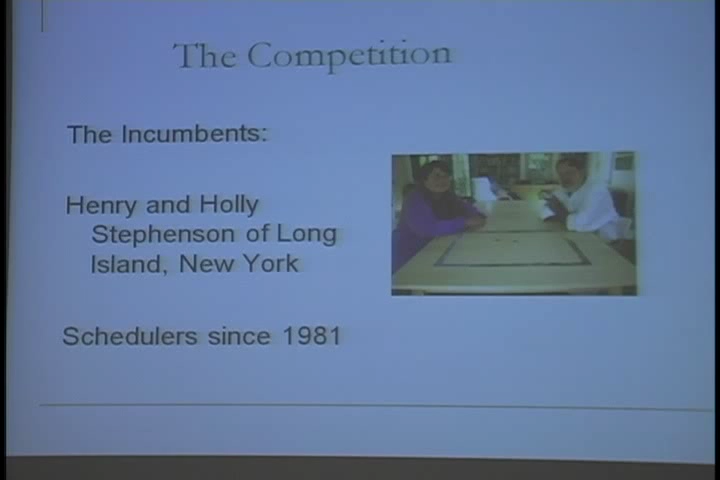 The Competition
The Incumbents:
Henry and Holly
Stephenson of Long
Island, New York
Schedulers since 1981